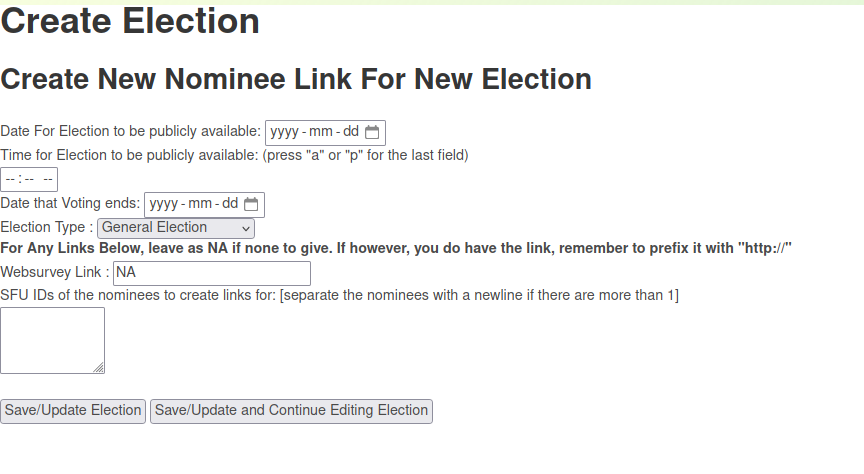 Create Election
Create New Nominee Link For New Election
Date For Election to be publicly available: yyyy - mm - dd
Time for Election to be publicly available: (press "a" or "p" for the last field)
-- : -- --
Date that Voting ends: yyyy - mm - dd
Election Type : General Election
For Any Links Below, leave as NA if none to give. If however, you do have the link, remember to prefix it with "http://"
Websurvey Link : NA
SFU IDs of the nominees to create links for: [separate the nominees with a newline if there are more than 1]
Save/Update Election Save/Update and Continue Editing Election